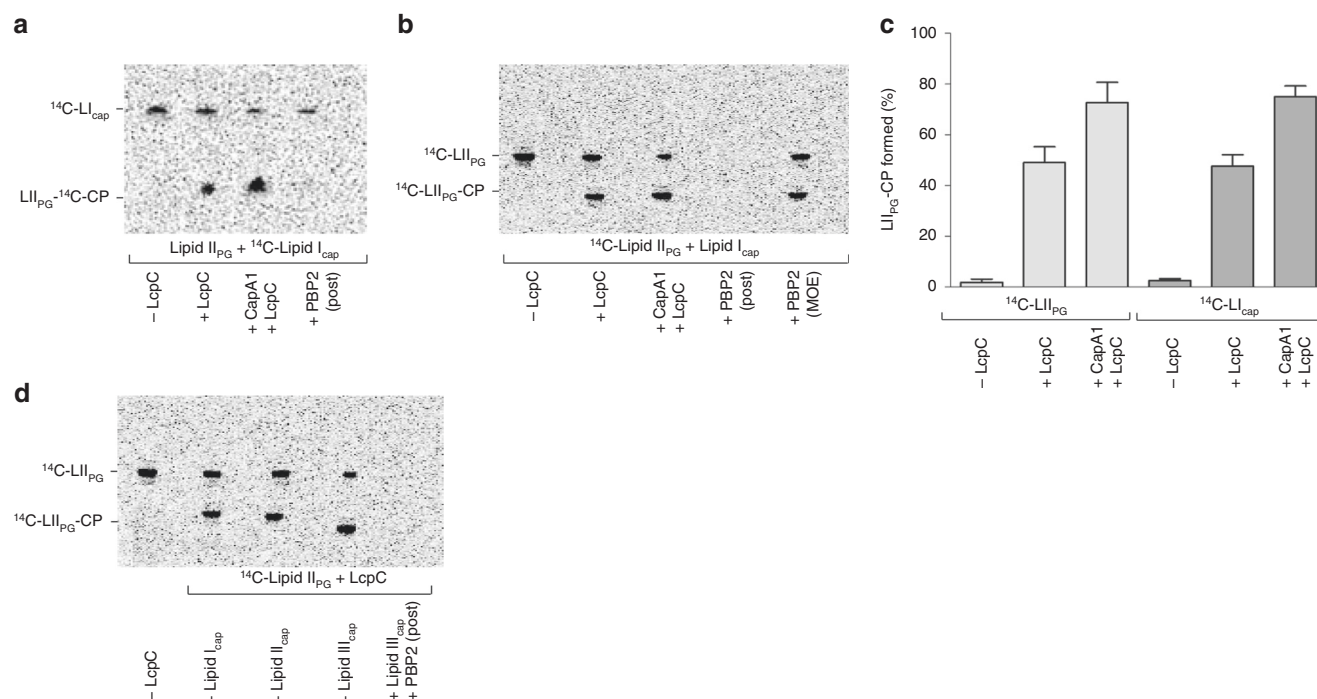 a
¹⁴C-LI_cap
LII_PG-¹⁴C-CP
Lipid II_PG + ¹⁴C-Lipid I_cap
– LcpC
+ LcpC
+ CapA1
+ LcpC
+ PBP2
(post)
b
¹⁴C-LII_PG
¹⁴C-LII_PG-CP
¹⁴C-Lipid II_PG + Lipid I_cap
– LcpC
+ LcpC
+ CapA1
+ LcpC
+ PBP2
(post)
+ PBP2
(MOE)
c
LII_PG-CP formed (%)
100
80
60
40
20
0
¹⁴C-LII_PG
¹⁴C-LI_cap
– LcpC
+ LcpC
+ CapA1
+ LcpC
– LcpC
+ LcpC
+ CapA1
+ LcpC
d
¹⁴C-LII_PG
¹⁴C-LII_PG-CP
¹⁴C-Lipid II_PG + LcpC
– LcpC
- Lipid I_cap
- Lipid II_cap
- Lipid III_cap
+ Lipid III_cap
+ PBP2 (post)